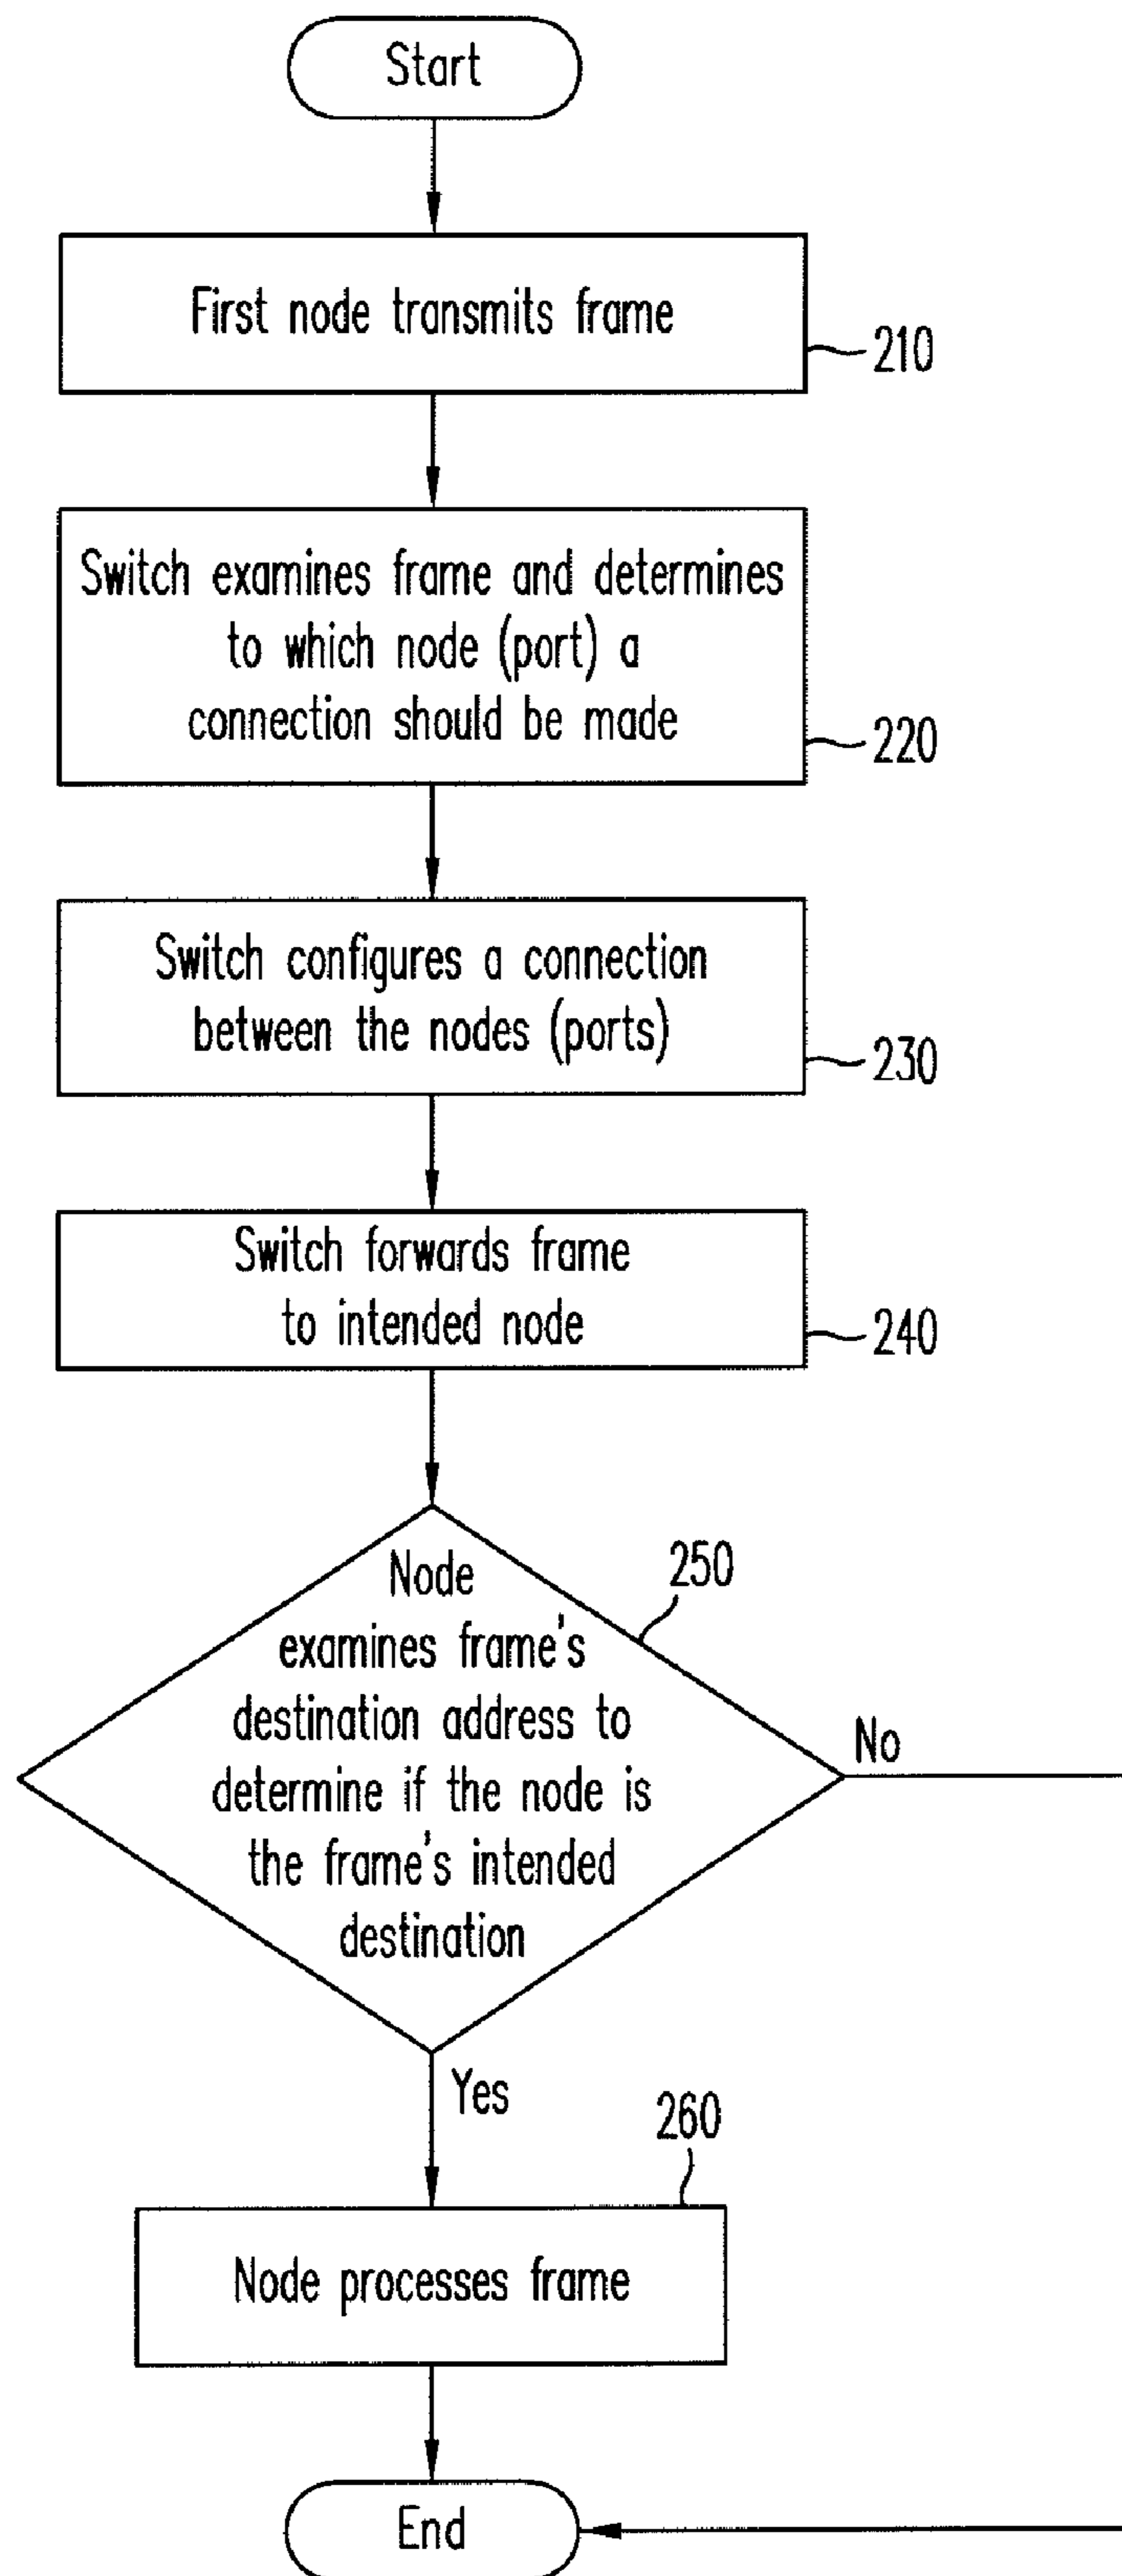 Start
First node transmits frame
210
Switch examines frame and determines
to which node (port) a
connection should be made
220
Switch configures a connection
between the nodes (ports)
230
Switch forwards frame
to intended node
240
Node
examines frame's
destination address to
determine if the node is
the frame's intended
destination
250
No
Yes
260
Node processes frame
End